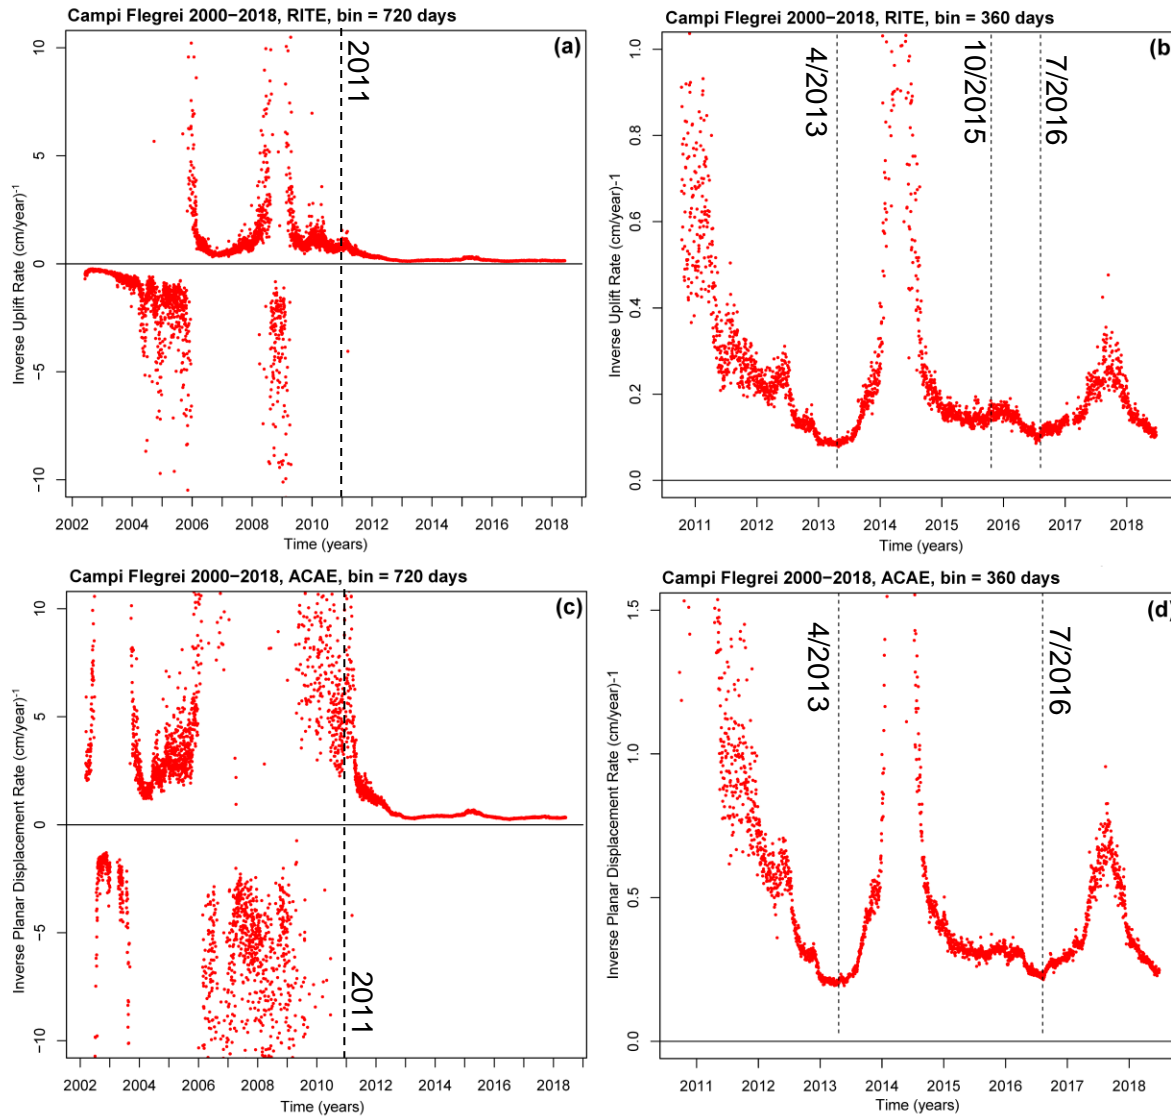 Campi Flegrei 2000−2018, RITE, bin = 720 days
(a)
2011
Inverse Uplift Rate (cm/year)⁻¹
10
5
0
−5
−10
2002 2004 2006 2008 2010 2012 2014 2016 2018
Time (years)
Campi Flegrei 2000−2018, RITE, bin = 360 days
(b)
4/2013
10/2015
7/2016
Inverse Uplift Rate (cm/year)-1
1.0
0.8
0.6
0.4
0.2
0.0
2011 2012 2013 2014 2015 2016 2017 2018
Time (years)
Campi Flegrei 2000−2018, ACAE, bin = 720 days
(c)
2011
Inverse Planar Displacement Rate (cm/year)⁻¹
10
5
0
−5
−10
2002 2004 2006 2008 2010 2012 2014 2016 2018
Time (years)
Campi Flegrei 2000−2018, ACAE, bin = 360 days
(d)
4/2013
7/2016
Inverse Planar Displacement Rate (cm/year)-1
1.5
1.0
0.5
0.0
2011 2012 2013 2014 2015 2016 2017 2018
Time (years)